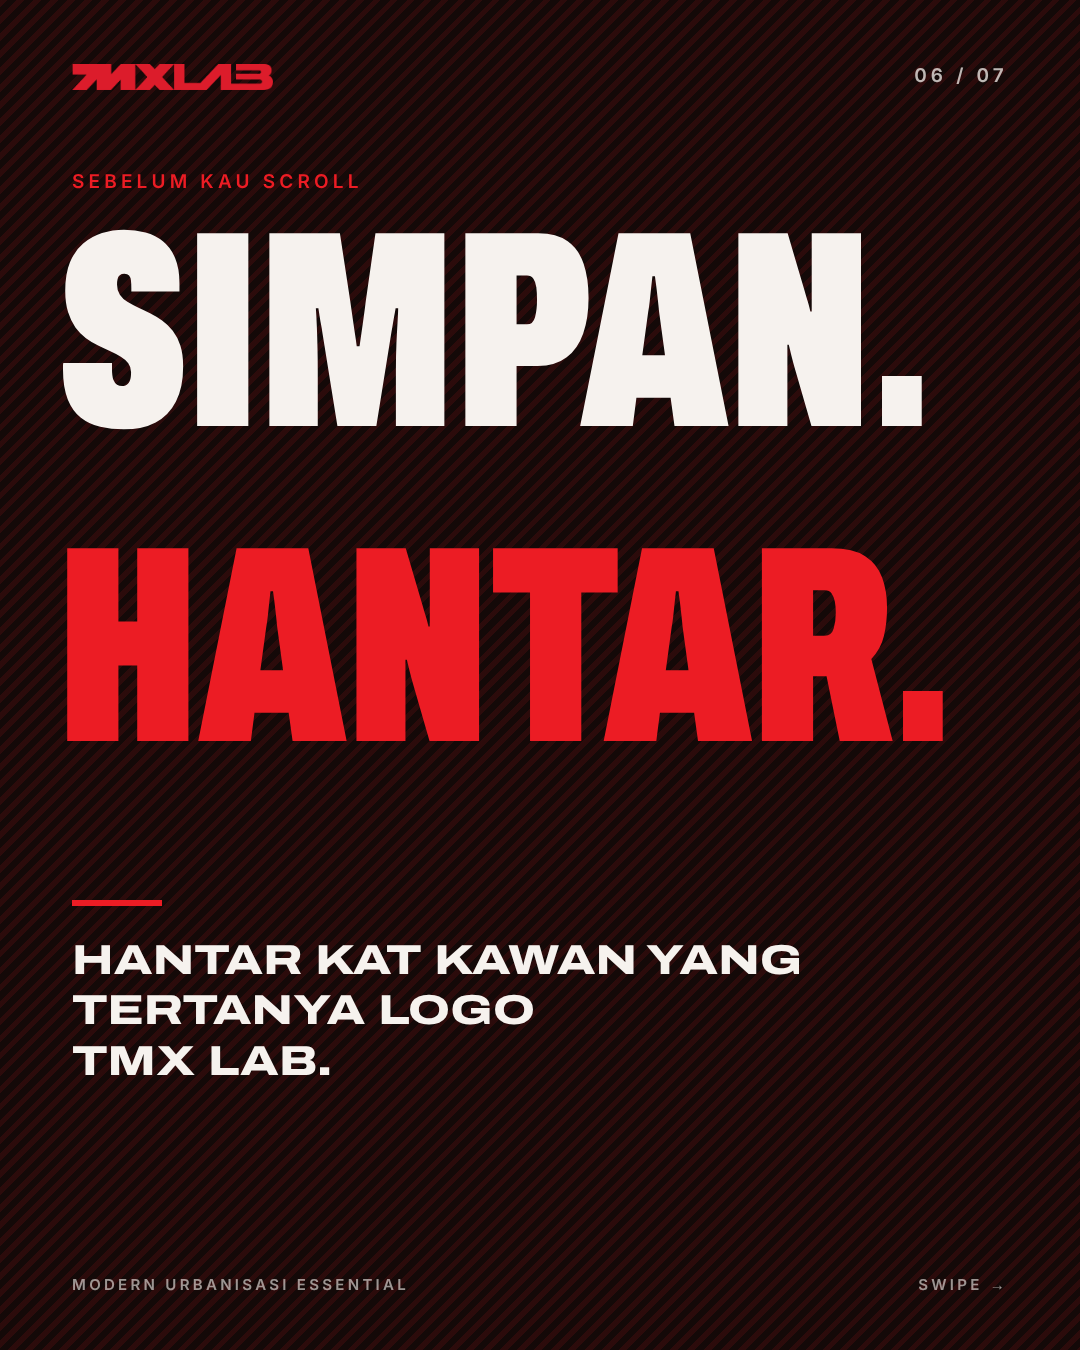 TMXLAB
06 / 07
SEBELUM KAU SCROLL
SIMPAN.
HANTAR.
HANTAR KAT KAWAN YANG
TERTANYA LOGO
TMX LAB.
MODERN URBANISASI ESSENTIAL
SWIPE →